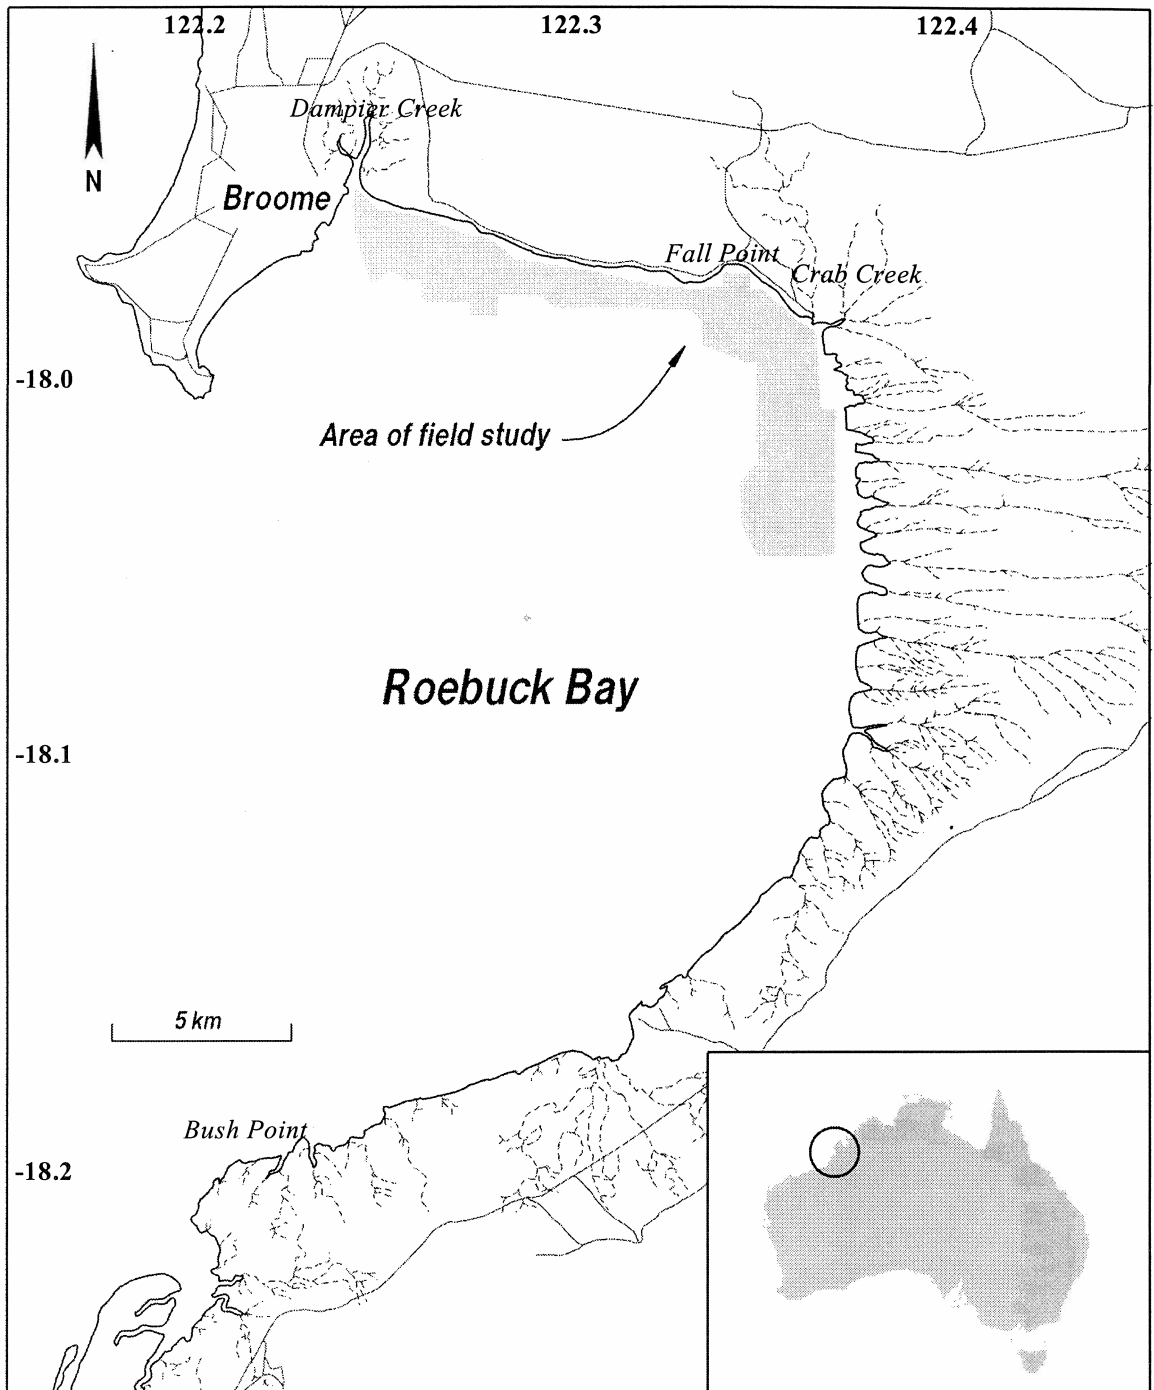 122.2
122.3
122.4
Dampier Creek
N
Broome
Fall Point
Crab Creek
-18.0
Area of field study
Roebuck Bay
-18.1
5 km
Bush Point
-18.2